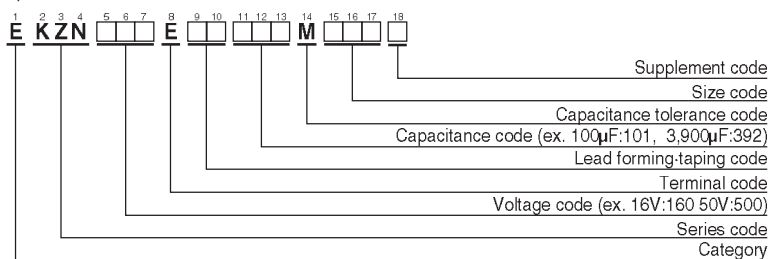 1 2 3 4 5 6 7 8 9 10 11 12 13 14 15 16 17 18
E KZN □□□ E □□ □□□ M □□□ □
Supplement code
Size code
Capacitance tolerance code
Capacitance code (ex. 100µF:101, 3,900µF:392)
Lead forming-taping code
Terminal code
Voltage code (ex. 16V:160 50V:500)
Series code
Category